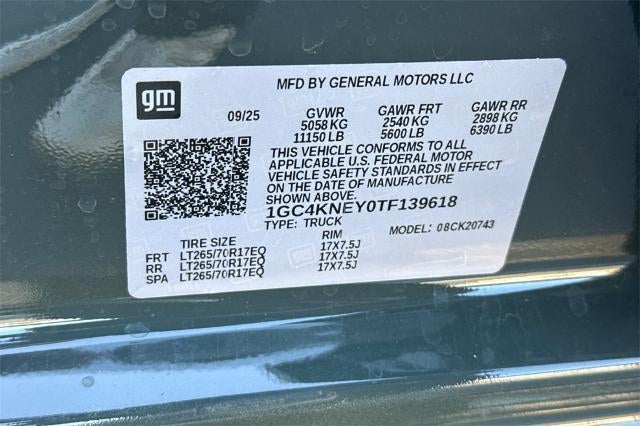 gm
MFD BY GENERAL MOTORS LLC
09/25 GVWR GAWR FRT GAWR RR
5058 KG 2540 KG 2898 KG
11150 LB 5600 LB 6390 LB
THIS VEHICLE CONFORMS TO ALL
APPLICABLE U.S. FEDERAL MOTOR
VEHICLE SAFETY STANDARDS IN EFFECT
ON THE DATE OF MANUFACTURE
SHOWN ABOVE.
1GC4KNEY0TF139618
TYPE: TRUCK MODEL: 08CK20743
TIRE SIZE RIM
FRT LT265/70R17EQ 17X7.5J
RR LT265/70R17EQ 17X7.5J
SPA LT265/70R17EQ 17X7.5J